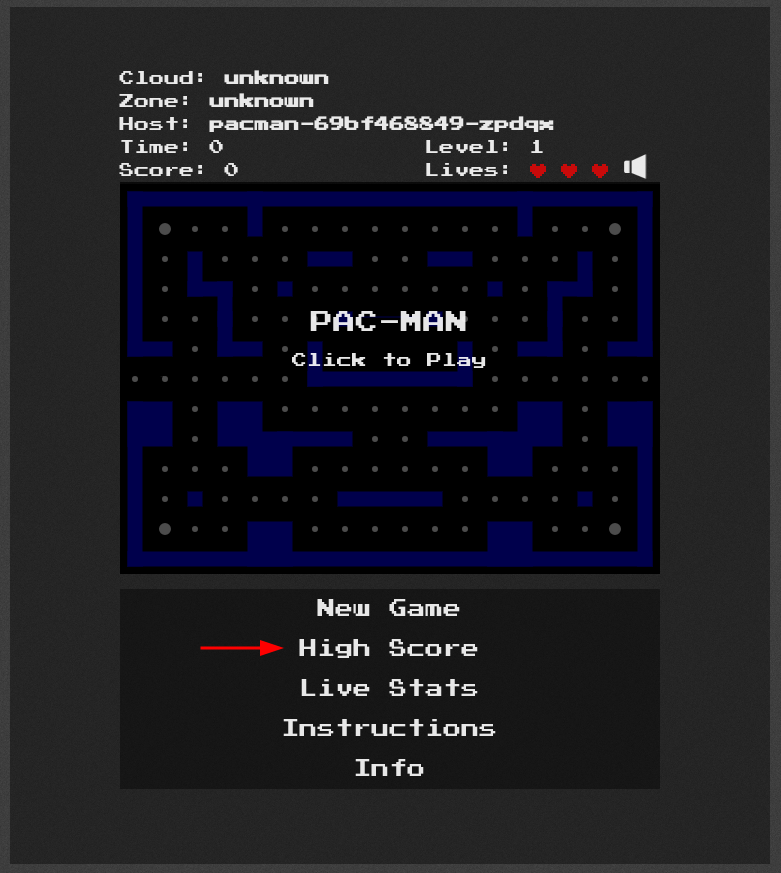 Cloud: unknown
Zone: unknown
Host: pacman-69bf468849-zpdqx
Time: 0 Level: 1
Score: 0 Lives:
PAC-MAN
Click to Play
New Game
High Score
Live Stats
Instructions
Info